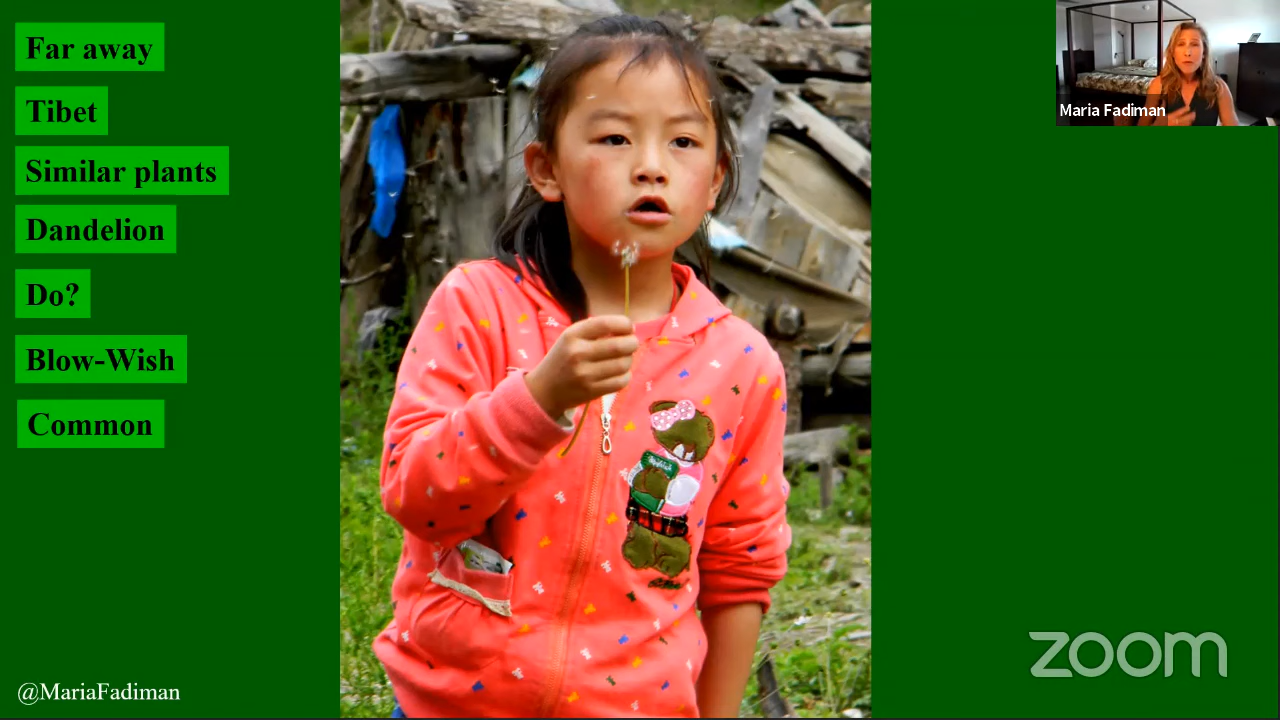 Far away
Tibet
Similar plants
Dandelion
Do?
Blow-Wish
Common
@MariaFadiman
Maria Fadiman
zoom